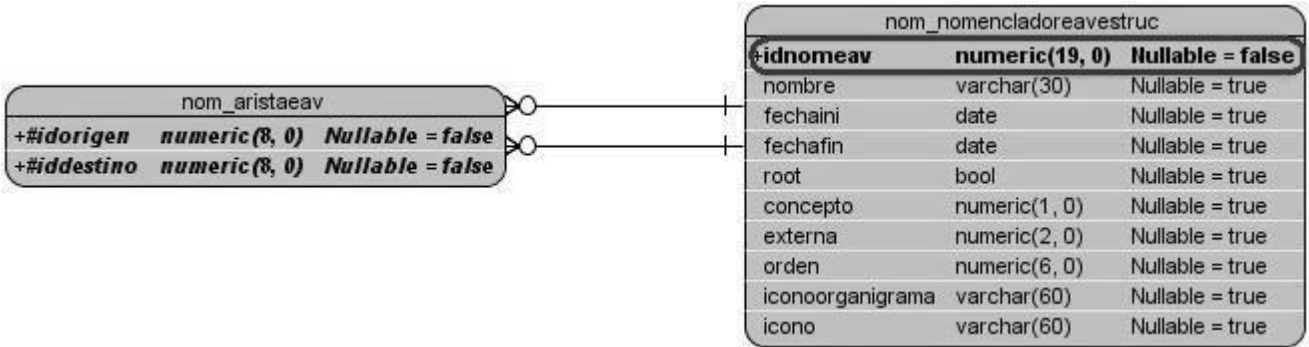 nom_aristaeav
+#idorigen numeric(8, 0) Nullable = false
+#iddestino numeric(8, 0) Nullable = false
nom_nomencladoreavestruc
+idnomeav numeric(19, 0) Nullable = false
nombre varchar(30) Nullable = true
fechaini date Nullable = true
fechafin date Nullable = true
root bool Nullable = true
concepto numeric(1, 0) Nullable = true
externa numeric(2, 0) Nullable = true
orden numeric(6, 0) Nullable = true
iconoorganigrama varchar(60) Nullable = true
icono varchar(60) Nullable = true